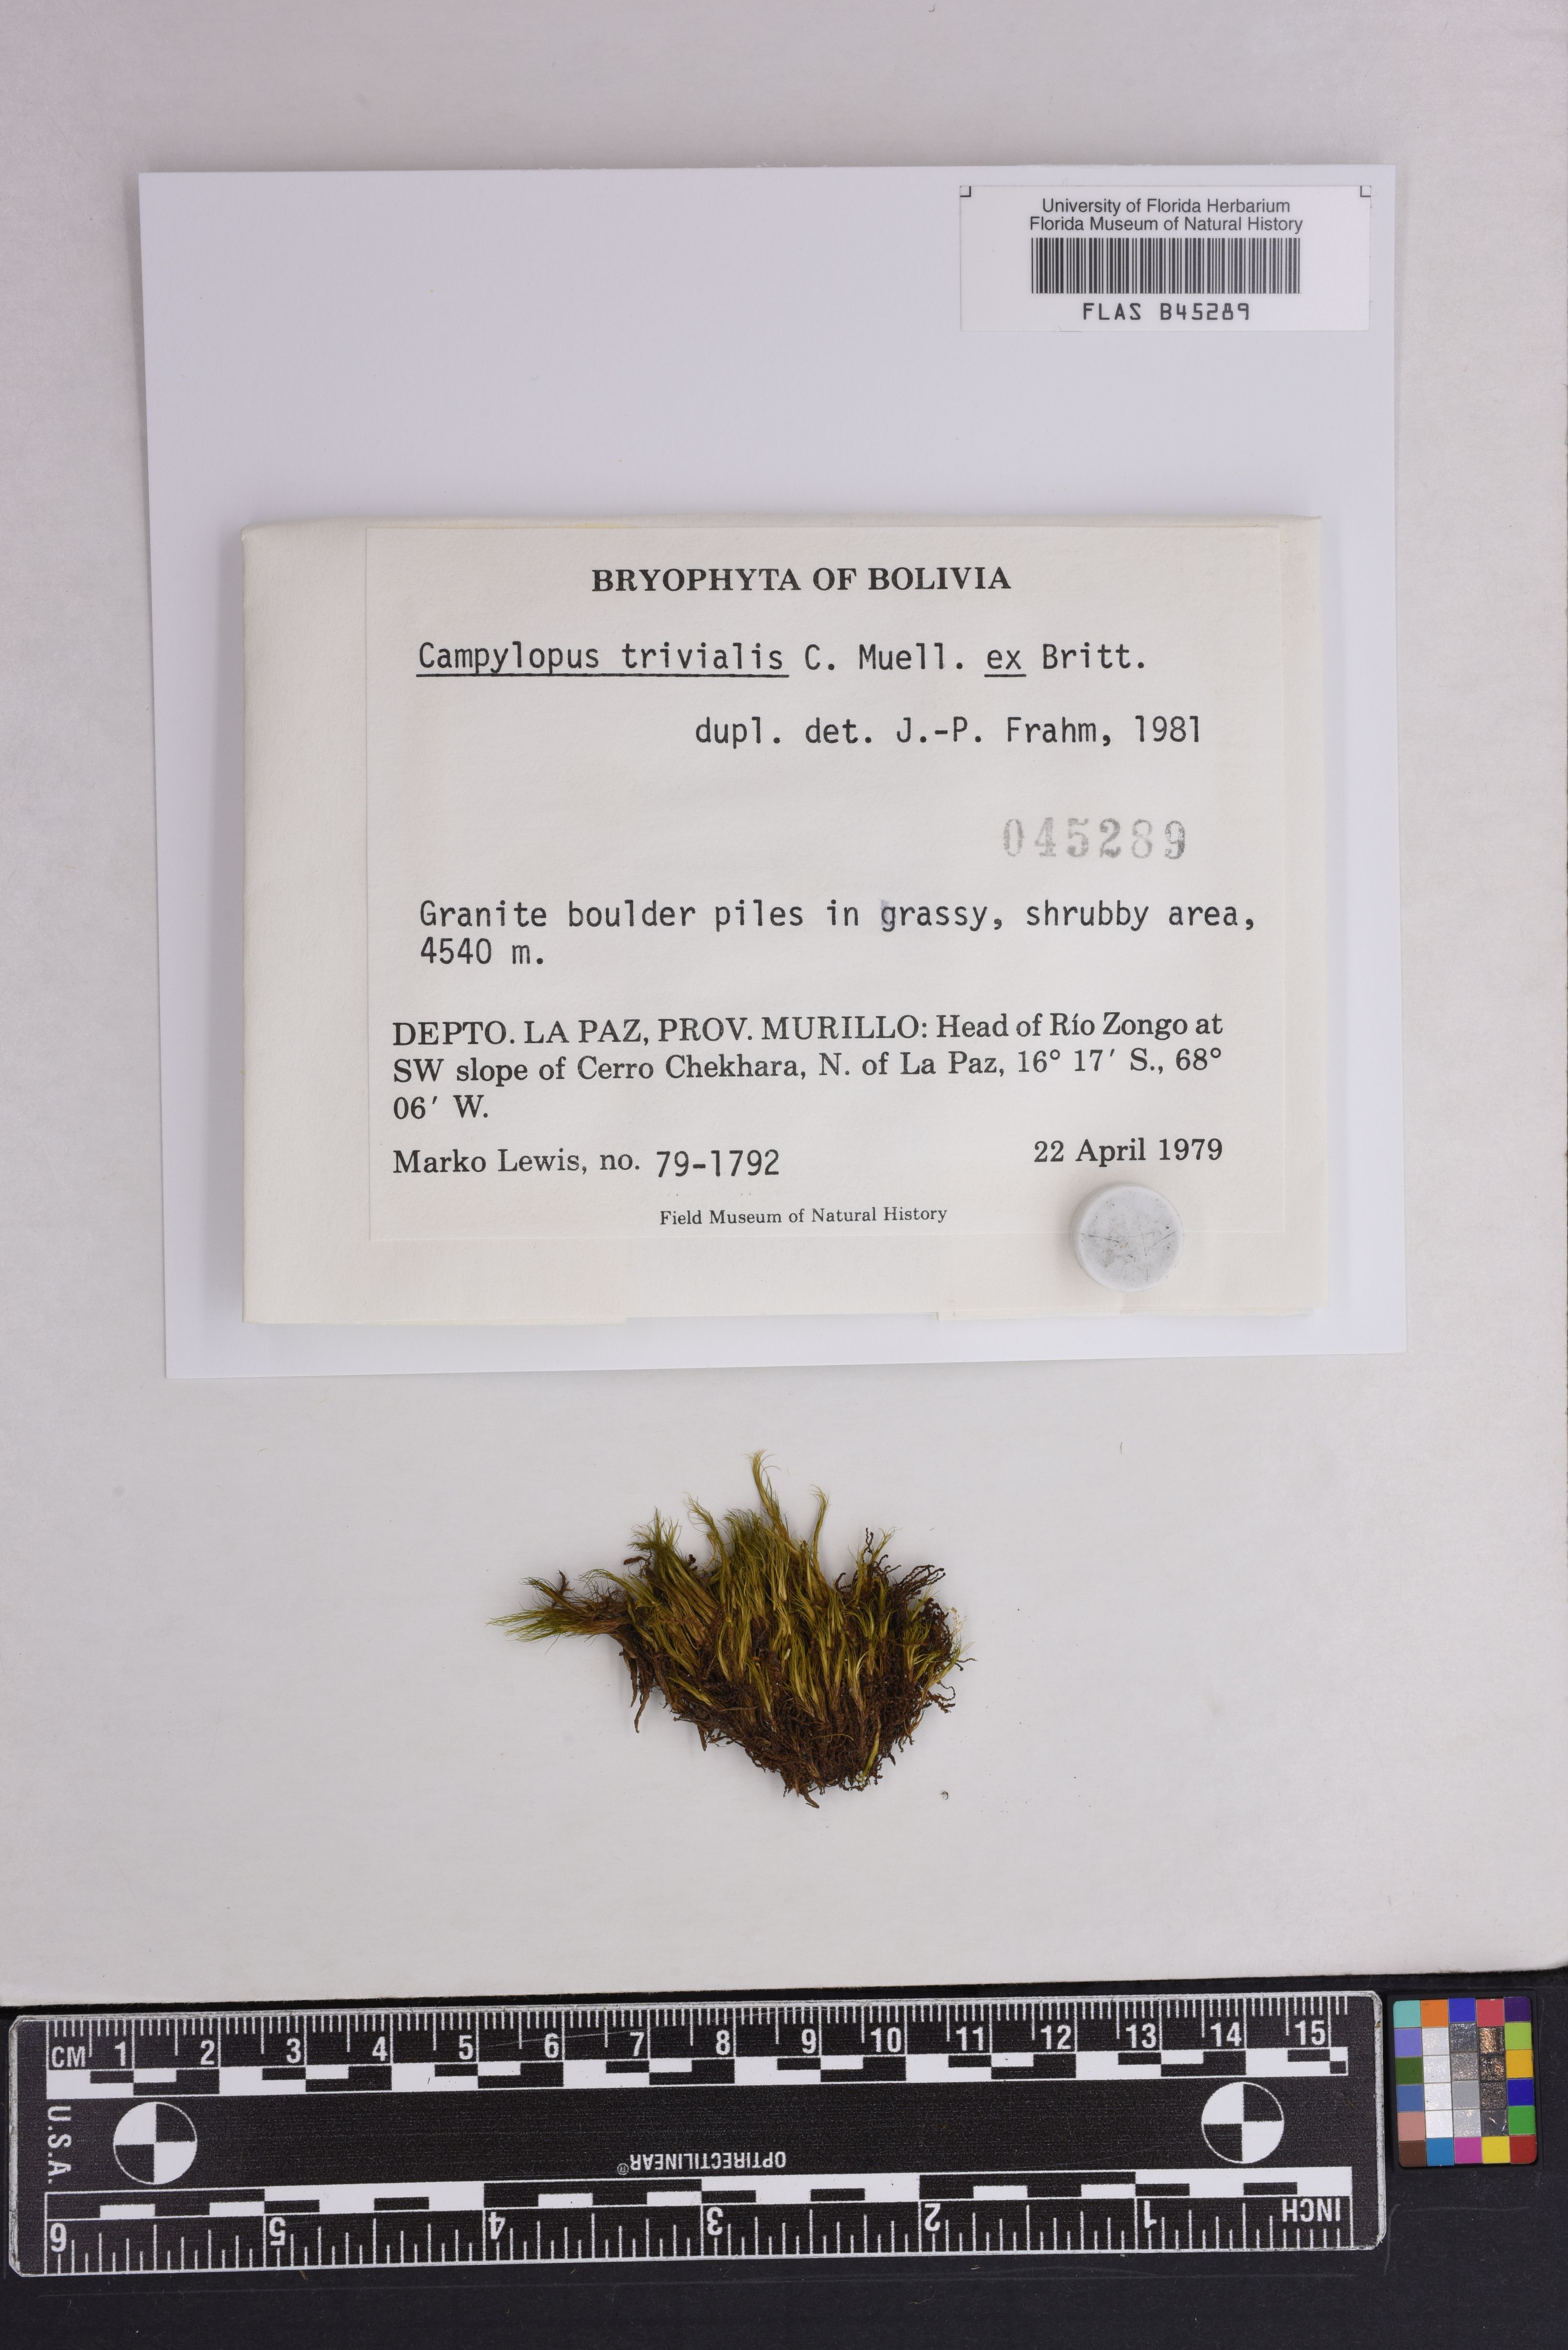 University of Florida Herbarium
Florida Museum of Natural History
FLAS B45289
BRYOPHYTA OF BOLIVIA
Campylopus trivialis C. Muell. ex Britt.
dupl. det. J.-P. Frahm, 1981
045289
Granite boulder piles in grassy, shrubby area,
4540 m.
DEPTO. LA PAZ, PROV. MURILLO: Head of Río Zongo at
SW slope of Cerro Chekhara, N. of La Paz, 16° 17′ S., 68°
06′ W.
Marko Lewis, no. 79-1792 22 April 1979
Field Museum of Natural History
CM 1 2 3 4 5 6 7 8 9 10 11 12 13 14 15
U.S.A.
OPTIRECTILINEAR®
6 5 4 3 2 1 INCH